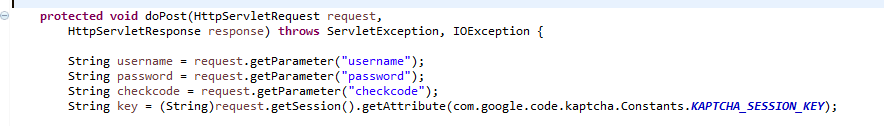 protected void doPost(HttpServletRequest request,
HttpServletResponse response) throws ServletException, IOException {
String username = request.getParameter("username");
String password = request.getParameter("password");
String checkcode = request.getParameter("checkcode");
String key = (String)request.getSession().getAttribute(com.google.code.kaptcha.Constants.KAPTCHA_SESSION_KEY);